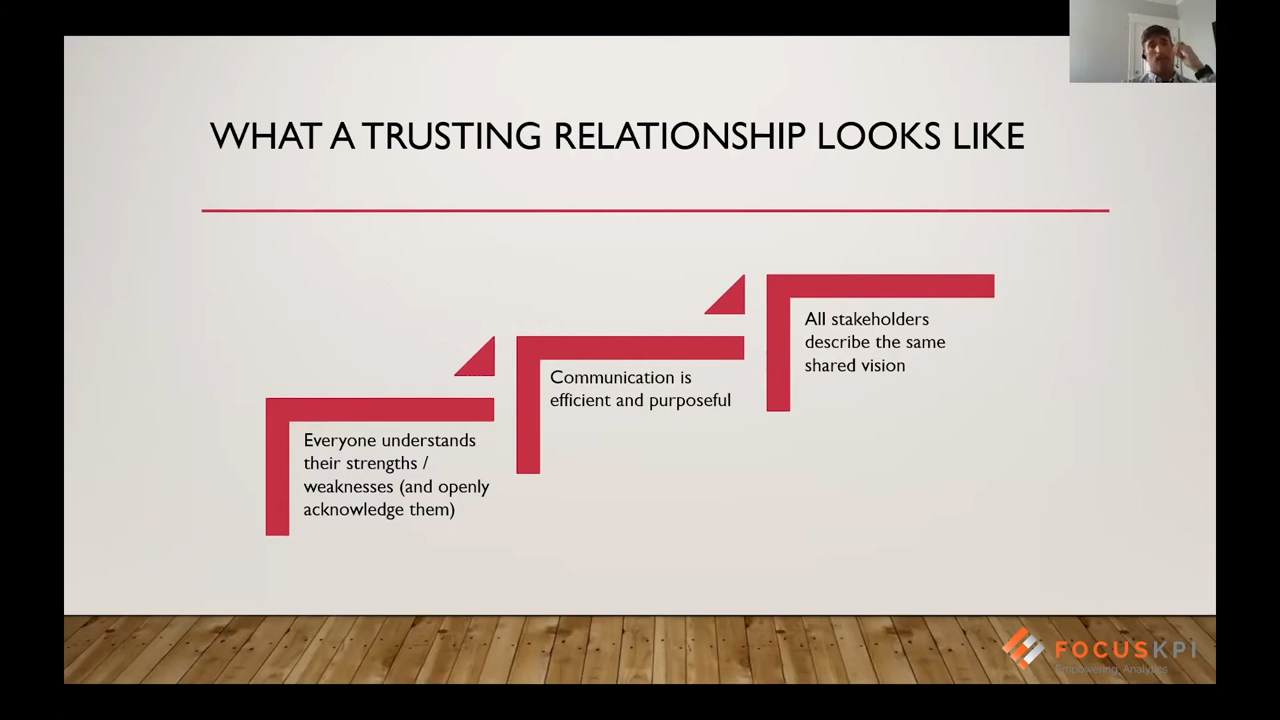 WHAT A TRUSTING RELATIONSHIP LOOKS LIKE
Everyone understands
their strengths /
weaknesses (and openly
acknowledge them)
Communication is
efficient and purposeful
All stakeholders
describe the same
shared vision
FOCUSKPI
Empowering Analytics